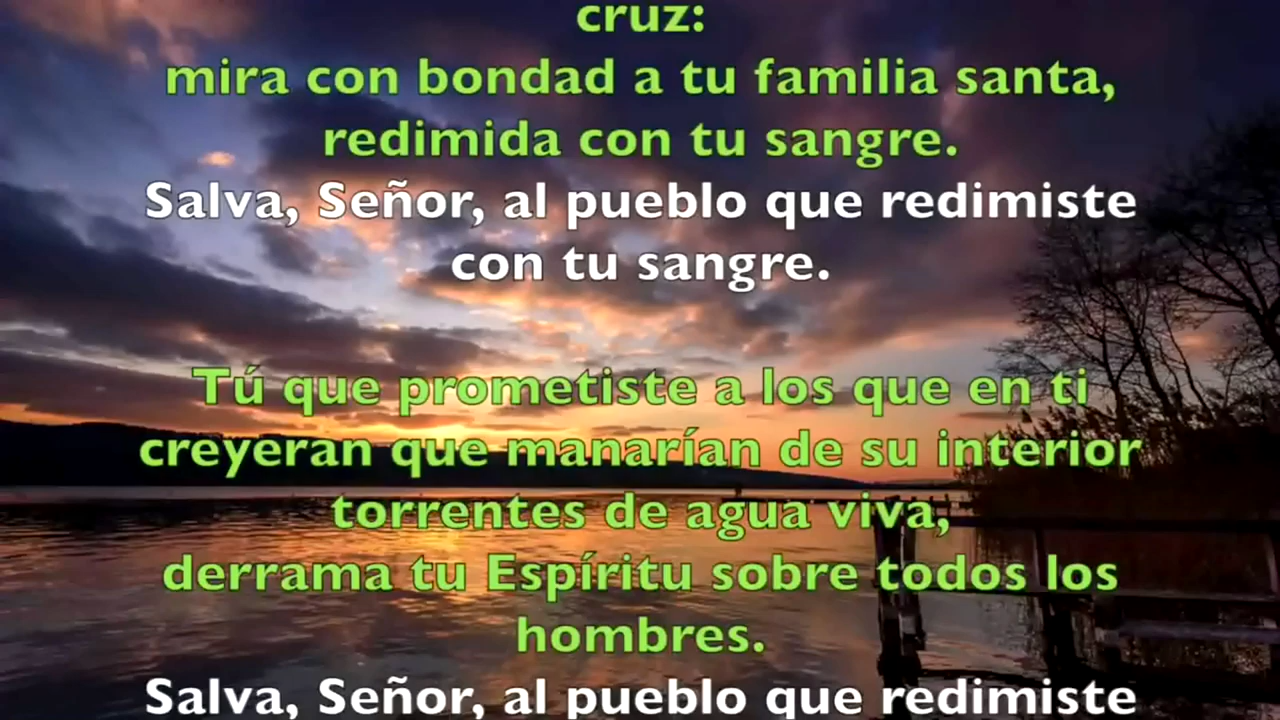 cruz:
mira con bondad a tu familia santa,
redimida con tu sangre.
Salva, Señor, al pueblo que redimiste
con tu sangre.
Tú que prometiste a los que en ti
creyeran que manarían de su interior
torrentes de agua viva,
derrama tu Espíritu sobre todos los
hombres.
Salva, Señor, al pueblo que redimiste